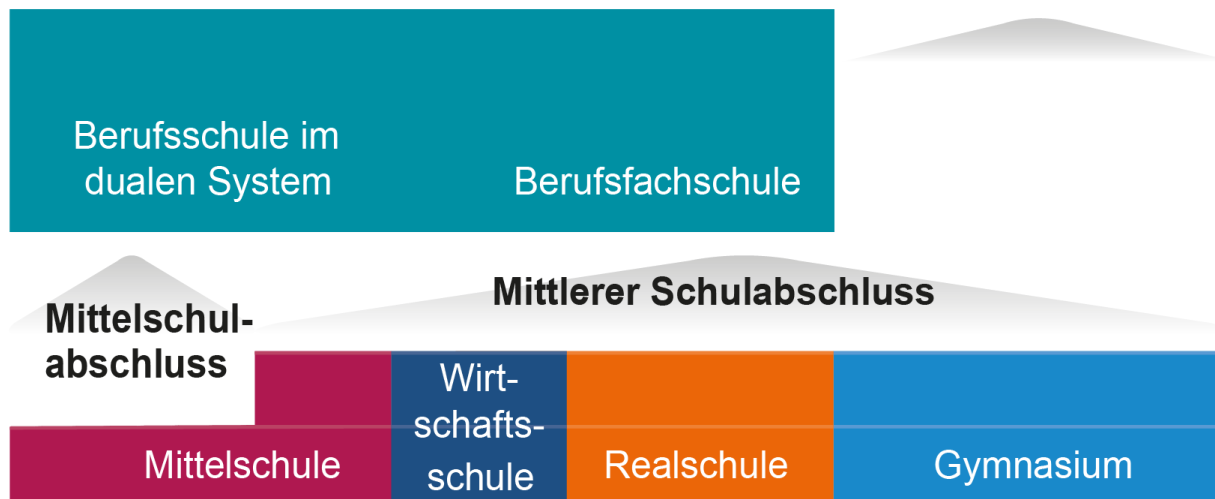 Berufsschule im
dualen System
Berufsfachschule
Mittelschul-
abschluss
Mittlerer Schulabschluss
Mittelschule
Wirt-
schafts-
schule
Realschule
Gymnasium